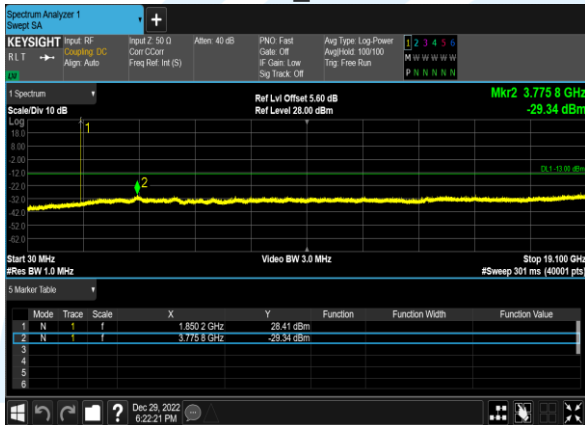 Spectrum Analyzer 1
Swept SA
KEYSIGHT Input: RF Input Z: 50 Ω Atten: 40 dB PNO: Fast Avg Type: Log-Power 1 2 3 4 5 6
RLT Coupling: DC Corr CCorr Gate: Off Avg|Hold: 100/100 M W W W W W
Align: Auto Freq Ref: Int (S) IF Gain: Low Trig: Free Run
Sig Track: Off P N N N N N
1 Spectrum Ref Lvl Offset 5.60 dB Mkr2 3.775 8 GHz
Scale/Div 10 dB Ref Level 28.00 dBm -29.34 dBm
Log
18.0
8.00
-2.00
-12.0 DL1 -13.00 dBm
-22.0
-32.0
-42.0
-52.0
-62.0
1
2
Start 30 MHz Video BW 3.0 MHz Stop 19.100 GHz
#Res BW 1.0 MHz #Sweep 301 ms (40001 pts)
5 Marker Table
Mode Trace Scale X Y Function Function Width Function Value
1 N 1 f 1.850 2 GHz 28.41 dBm
2 N 1 f 3.775 8 GHz -29.34 dBm
3
4
5
6
? Dec 29, 2022
6:22:21 PM